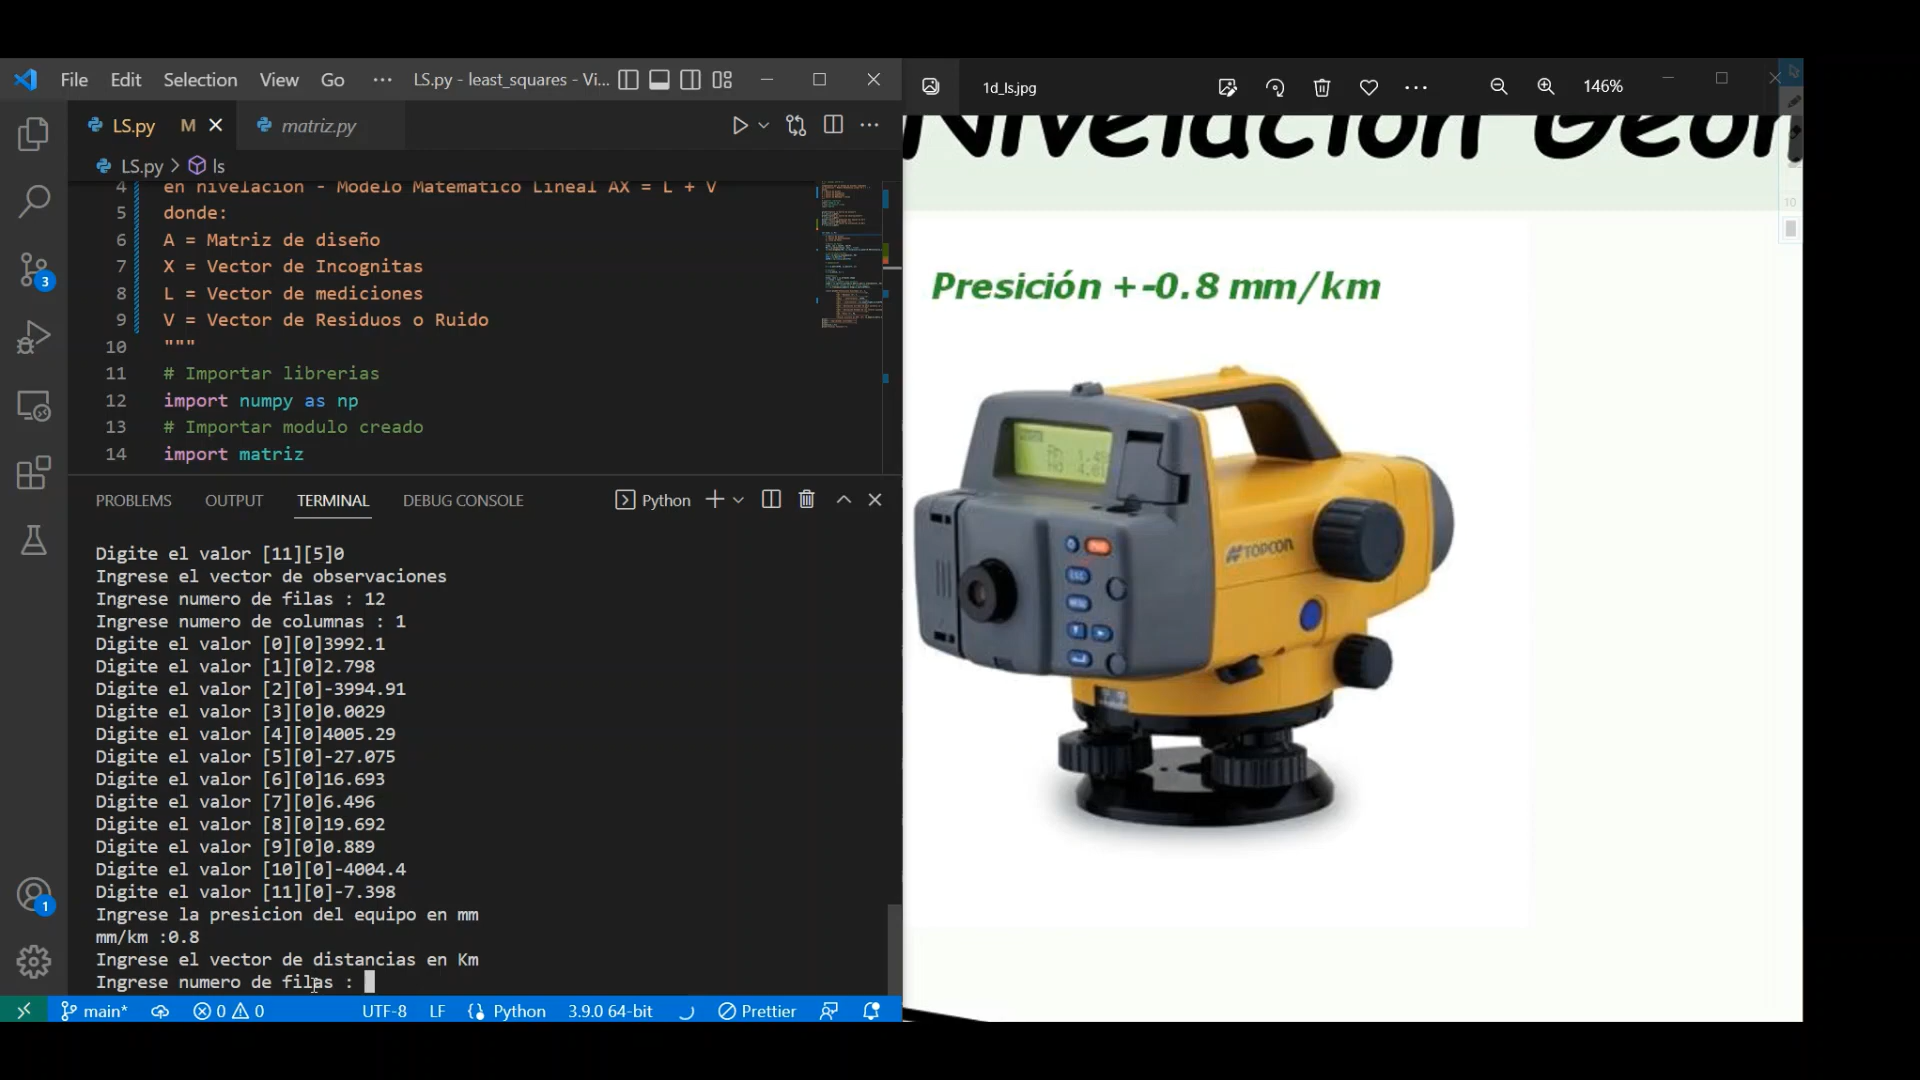 File Edit Selection View Go ··· LS.py - least_squares - Vi...
LS.py M matriz.py
LS.py > ls
4 en nivelacion - Modelo Matematico Lineal AX = L + V
5 donde:
6 A = Matriz de diseño
7 X = Vector de Incognitas
8 L = Vector de mediciones
9 V = Vector de Residuos o Ruido
10 """
11 # Importar librerias
12 import numpy as np
13 # Importar modulo creado
14 import matriz
PROBLEMS OUTPUT TERMINAL DEBUG CONSOLE Python
Digite el valor [11][5]0
Ingrese el vector de observaciones
Ingrese numero de filas : 12
Ingrese numero de columnas : 1
Digite el valor [0][0]3992.1
Digite el valor [1][0]2.798
Digite el valor [2][0]-3994.91
Digite el valor [3][0]0.0029
Digite el valor [4][0]4005.29
Digite el valor [5][0]-27.075
Digite el valor [6][0]16.693
Digite el valor [7][0]6.496
Digite el valor [8][0]19.692
Digite el valor [9][0]0.889
Digite el valor [10][0]-4004.4
Digite el valor [11][0]-7.398
Ingrese la presicion del equipo en mm
mm/km :0.8
Ingrese el vector de distancias en Km
Ingrese numero de filas :
3
1
main* 0 0 UTF-8 LF Python 3.9.0 64-bit Prettier
1d_ls.jpg 146%
Nivelación Geom
Presición +-0.8 mm/km
TOPCON
10